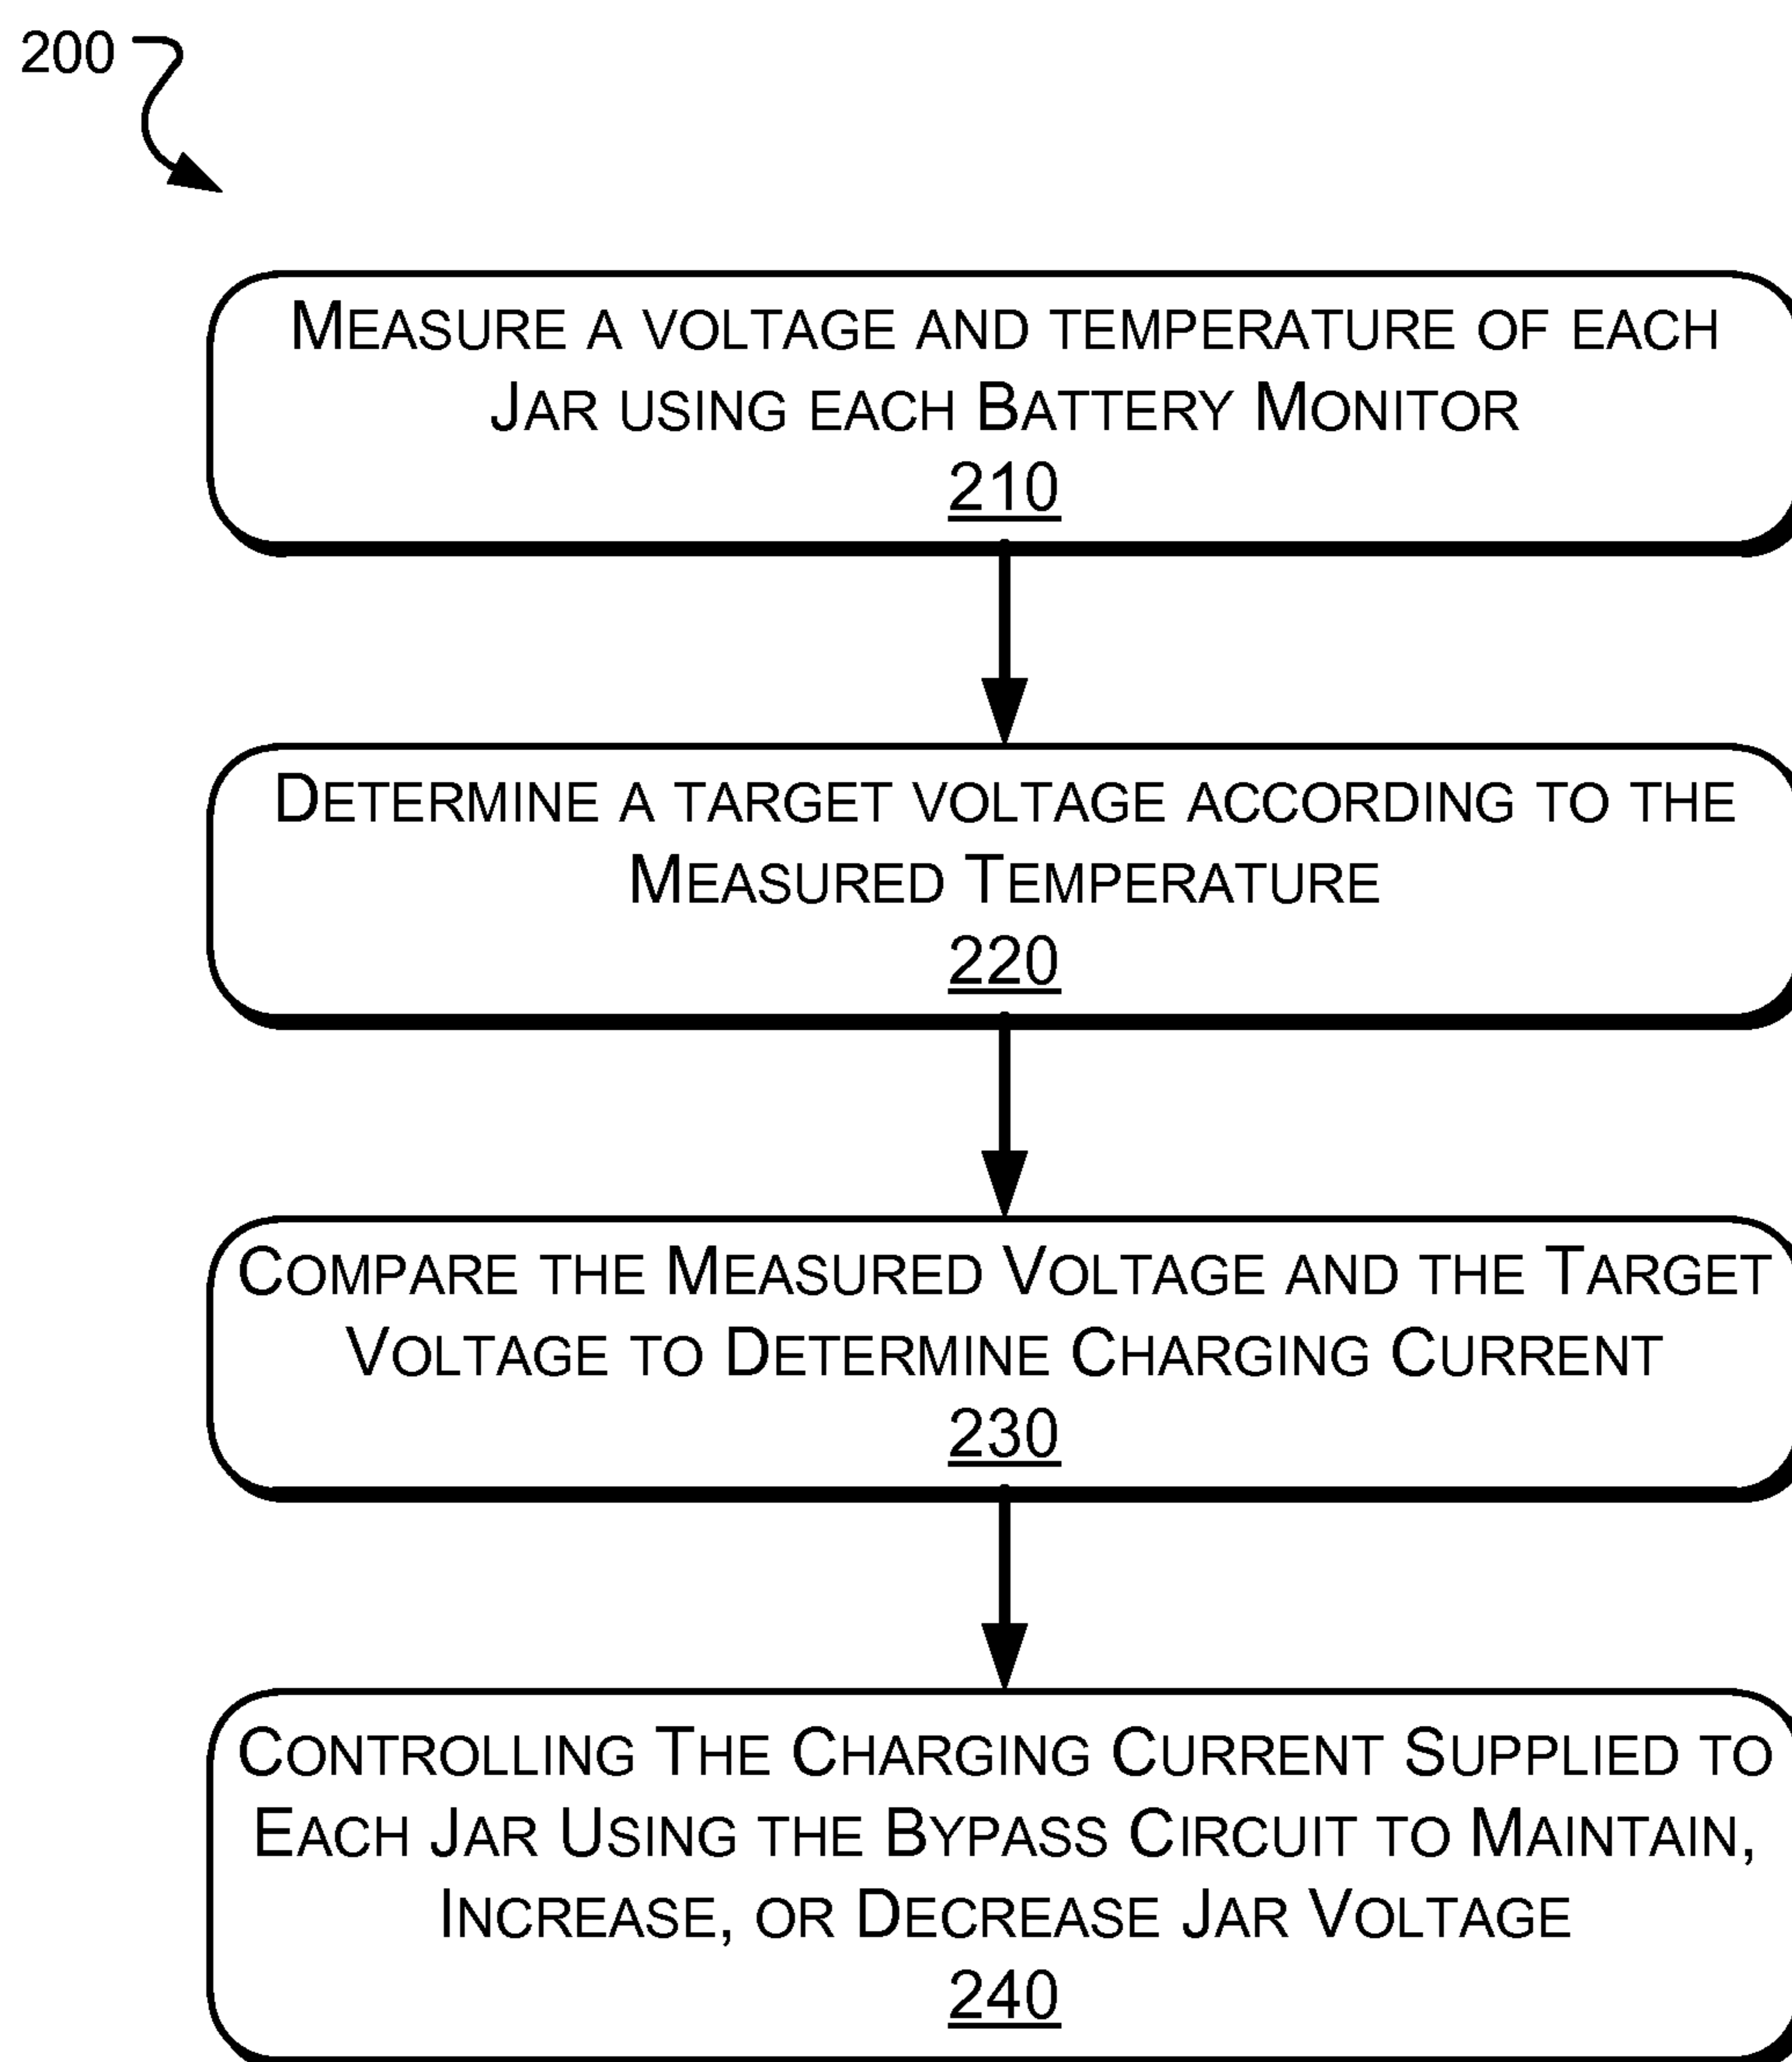 200
MEASURE A VOLTAGE AND TEMPERATURE OF EACH
JAR USING EACH BATTERY MONITOR
210
DETERMINE A TARGET VOLTAGE ACCORDING TO THE
MEASURED TEMPERATURE
220
COMPARE THE MEASURED VOLTAGE AND THE TARGET
VOLTAGE TO DETERMINE CHARGING CURRENT
230
CONTROLLING THE CHARGING CURRENT SUPPLIED TO
EACH JAR USING THE BYPASS CIRCUIT TO MAINTAIN,
INCREASE, OR DECREASE JAR VOLTAGE
240